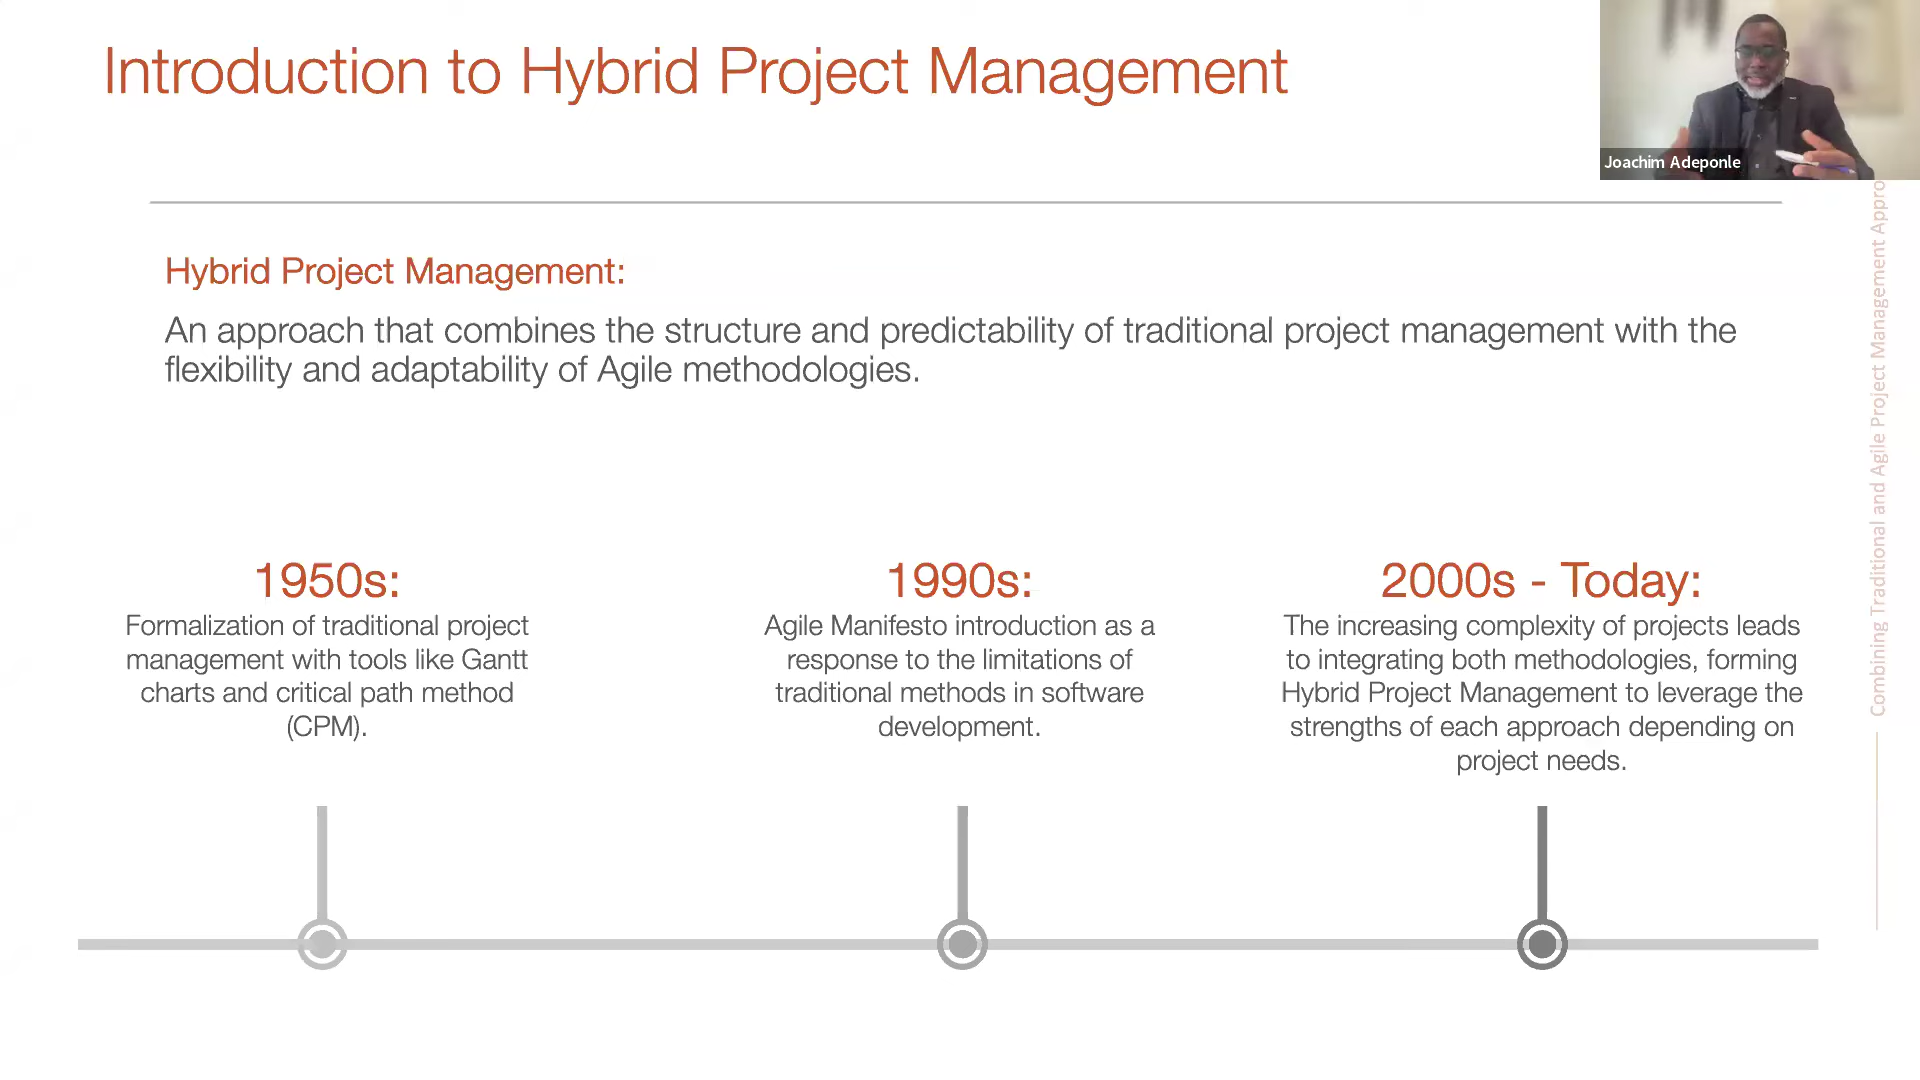 Introduction to Hybrid Project Management
Joachim Adeponle
Hybrid Project Management:
An approach that combines the structure and predictability of traditional project management with the
flexibility and adaptability of Agile methodologies.
1950s:
Formalization of traditional project
management with tools like Gantt
charts and critical path method
(CPM).
1990s:
Agile Manifesto introduction as a
response to the limitations of
traditional methods in software
development.
2000s - Today:
The increasing complexity of projects leads
to integrating both methodologies, forming
Hybrid Project Management to leverage the
strengths of each approach depending on
project needs.
Combining Traditional and Agile Project Management Appro